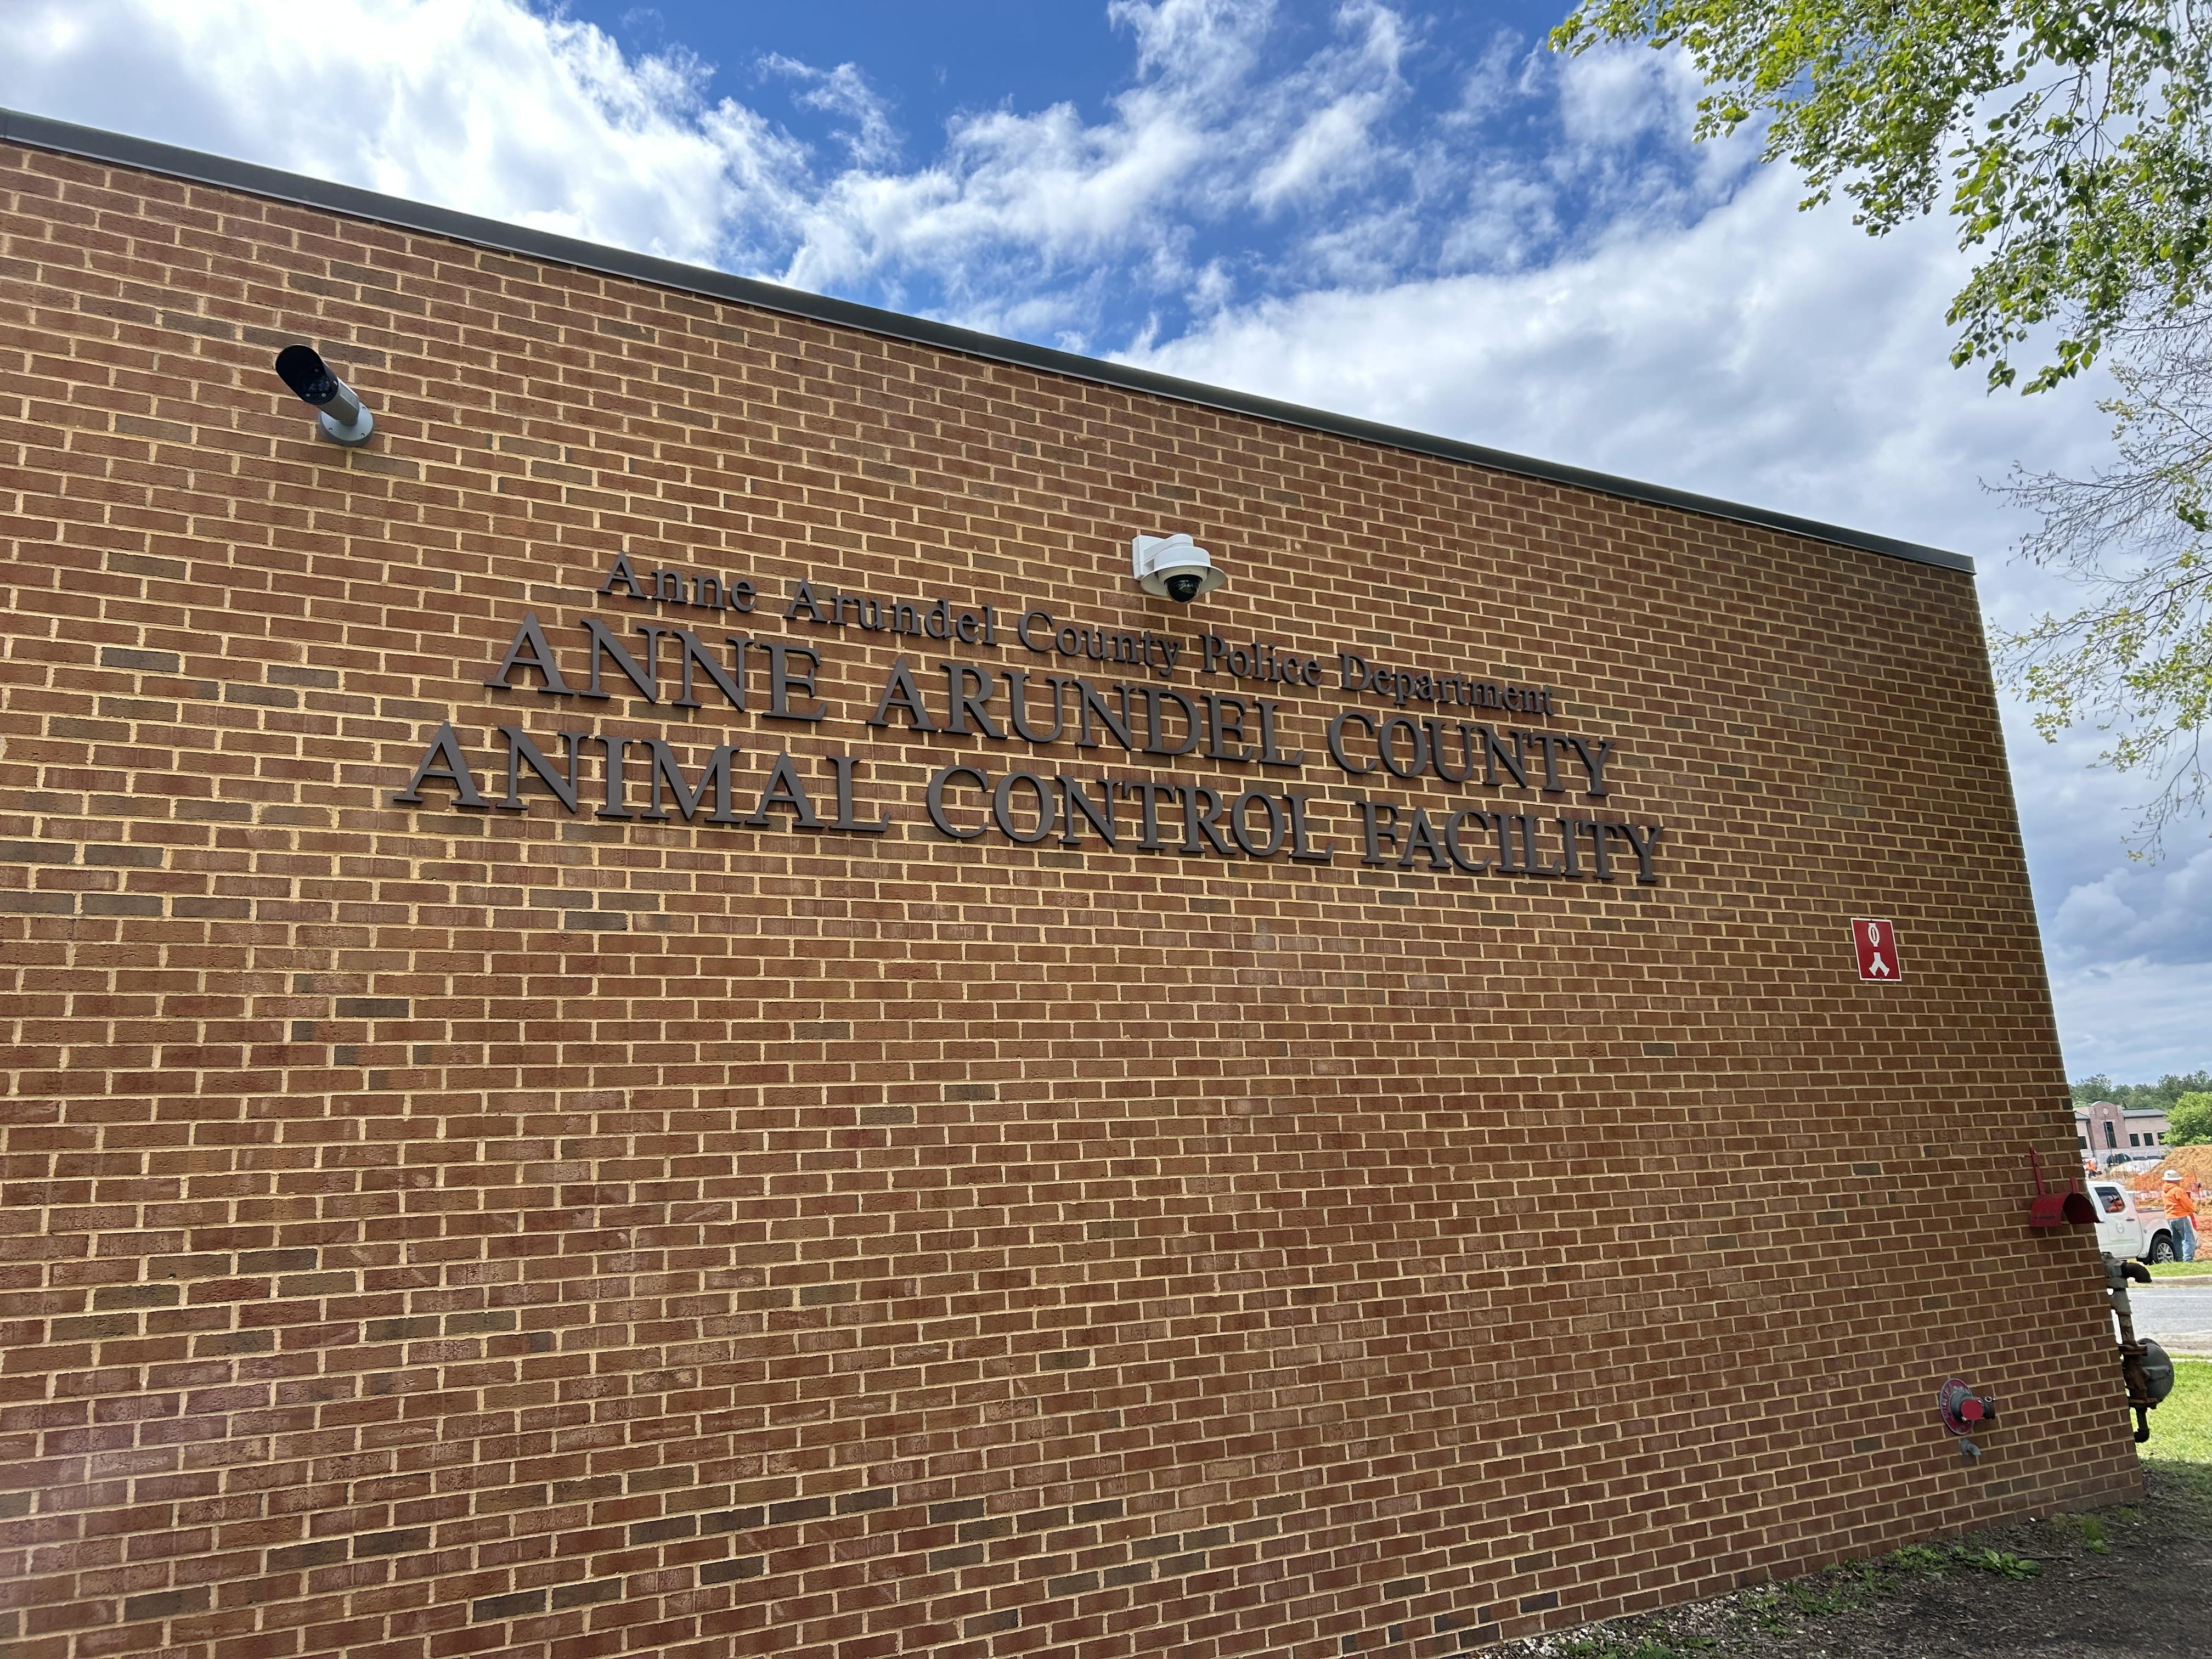 Anne Arundel County Police Department
ANNE ARUNDEL COUNTY
ANIMAL CONTROL FACILITY